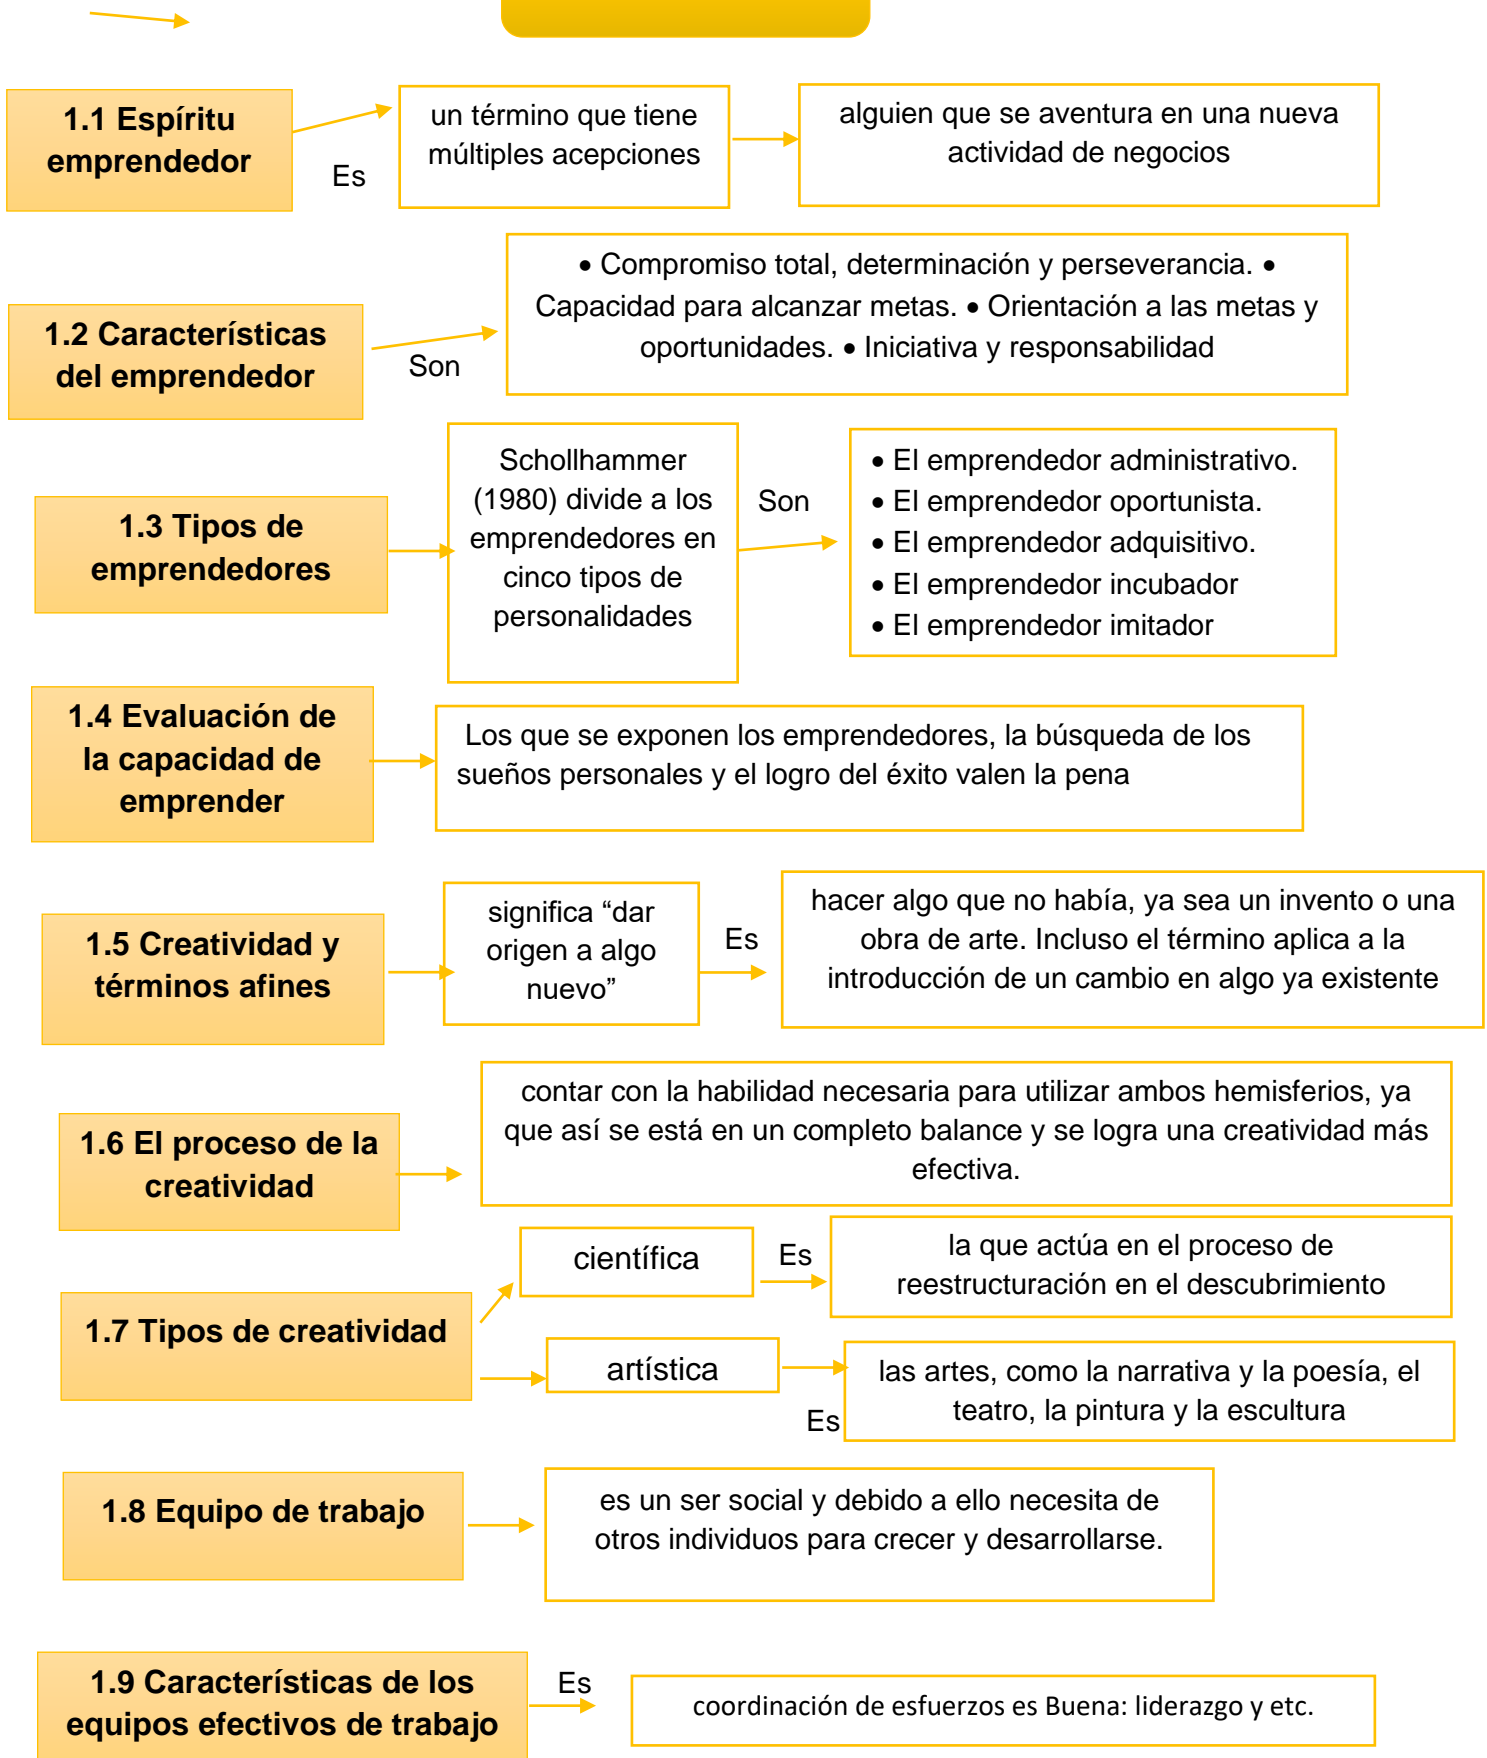 1.1 Espíritu
emprendedor
Es
un término que tiene
múltiples acepciones
alguien que se aventura en una nueva
actividad de negocios
1.2 Características
del emprendedor
Son
• Compromiso total, determinación y perseverancia. •
Capacidad para alcanzar metas. • Orientación a las metas y
oportunidades. • Iniciativa y responsabilidad
1.3 Tipos de
emprendedores
Schollhammer
(1980) divide a los
emprendedores en
cinco tipos de
personalidades
Son
• El emprendedor administrativo.
• El emprendedor oportunista.
• El emprendedor adquisitivo.
• El emprendedor incubador
• El emprendedor imitador
1.4 Evaluación de
la capacidad de
emprender
Los que se exponen los emprendedores, la búsqueda de los
sueños personales y el logro del éxito valen la pena
1.5 Creatividad y
términos afines
significa “dar
origen a algo
nuevo”
Es
hacer algo que no había, ya sea un invento o una
obra de arte. Incluso el término aplica a la
introducción de un cambio en algo ya existente
1.6 El proceso de la
creatividad
contar con la habilidad necesaria para utilizar ambos hemisferios, ya
que así se está en un completo balance y se logra una creatividad más
efectiva.
1.7 Tipos de creatividad
científica
Es
la que actúa en el proceso de
reestructuración en el descubrimiento
artística
Es
las artes, como la narrativa y la poesía, el
teatro, la pintura y la escultura
1.8 Equipo de trabajo
es un ser social y debido a ello necesita de
otros individuos para crecer y desarrollarse.
1.9 Características de los
equipos efectivos de trabajo
Es
coordinación de esfuerzos es Buena: liderazgo y etc.